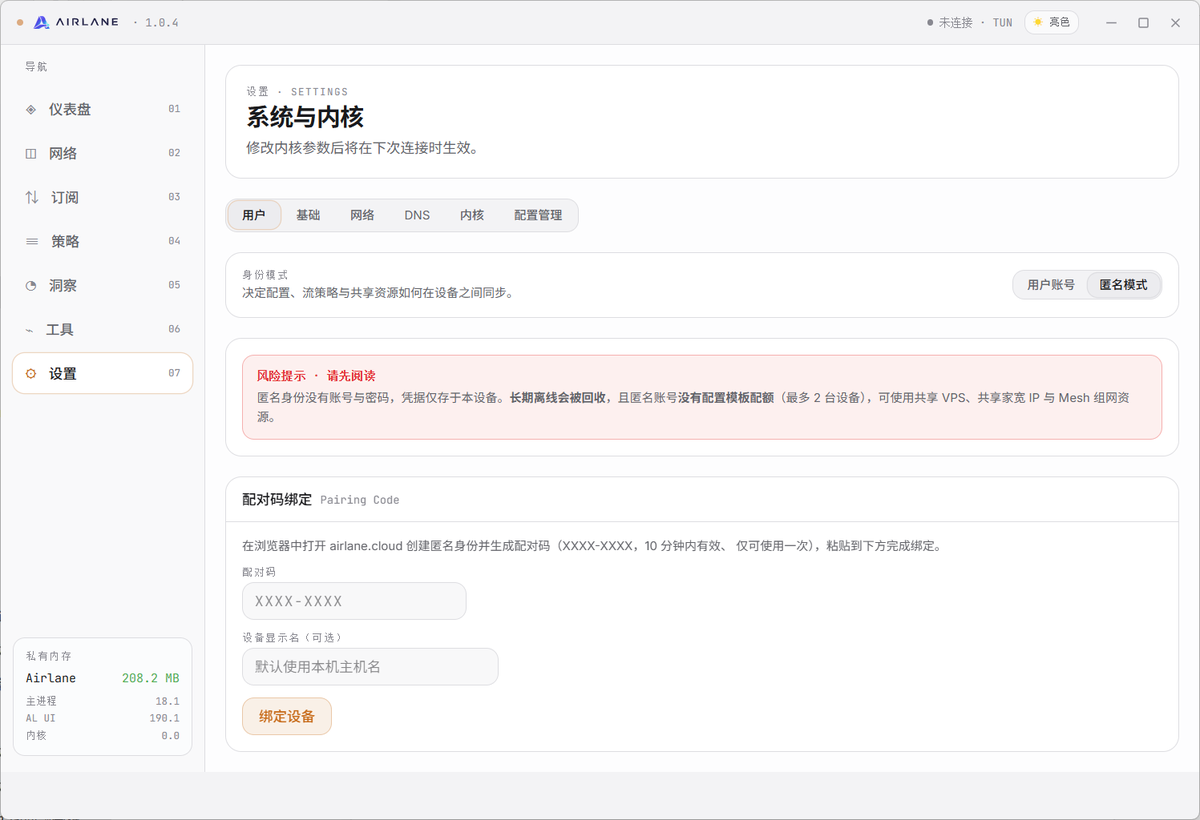 AIRLANE · 1.0.4
未连接 · TUN
亮色
导航
仪表盘 01
网络 02
订阅 03
策略 04
洞察 05
工具 06
设置 07
私有内存
Airlane 208.2 MB
主进程 18.1
AL UI 190.1
内核 0.0
设置 · SETTINGS
系统与内核
修改内核参数后将在下次连接时生效。
用户 基础 网络 DNS 内核 配置管理
身份模式
决定配置、流策略与共享资源如何在设备之间同步。
用户账号 匿名模式
风险提示 · 请先阅读
匿名身份没有账号与密码，凭据仅存于本设备。长期离线会被回收，且匿名账号没有配置模板配额（最多 2 台设备），可使用共享 VPS、共享家宽 IP 与 Mesh 组网资
源。
配对码绑定 Pairing Code
在浏览器中打开 airlane.cloud 创建匿名身份并生成配对码（XXXX-XXXX，10 分钟内有效、 仅可使用一次），粘贴到下方完成绑定。
配对码
XXXX-XXXX
设备显示名（可选）
默认使用本机主机名
绑定设备